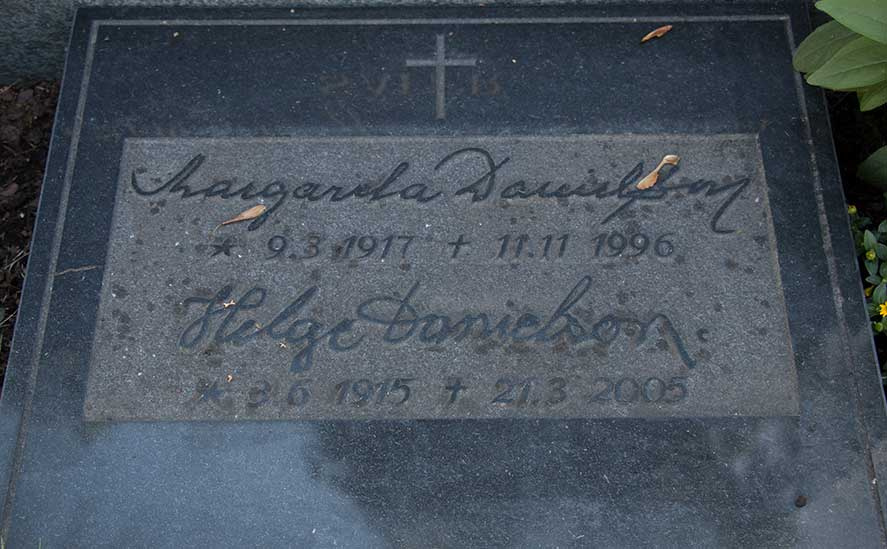 Margareta Danielson
* 9.3 1917 + 11.11 1996
Helge Danielson.
* 3 6 1915 + 21.3 2005